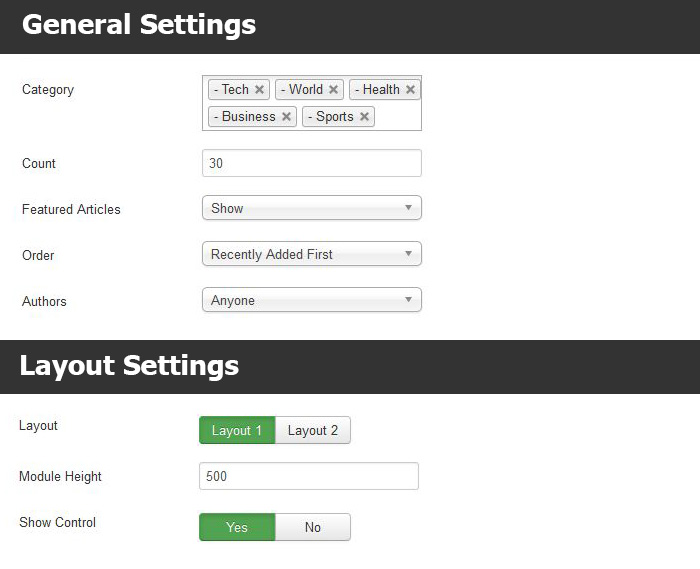 General Settings
Category
- Tech ×
- World ×
- Health ×
- Business ×
- Sports ×
Count
30
Featured Articles
Show
Order
Recently Added First
Authors
Anyone
Layout Settings
Layout
Layout 1
Layout 2
Module Height
500
Show Control
Yes
No